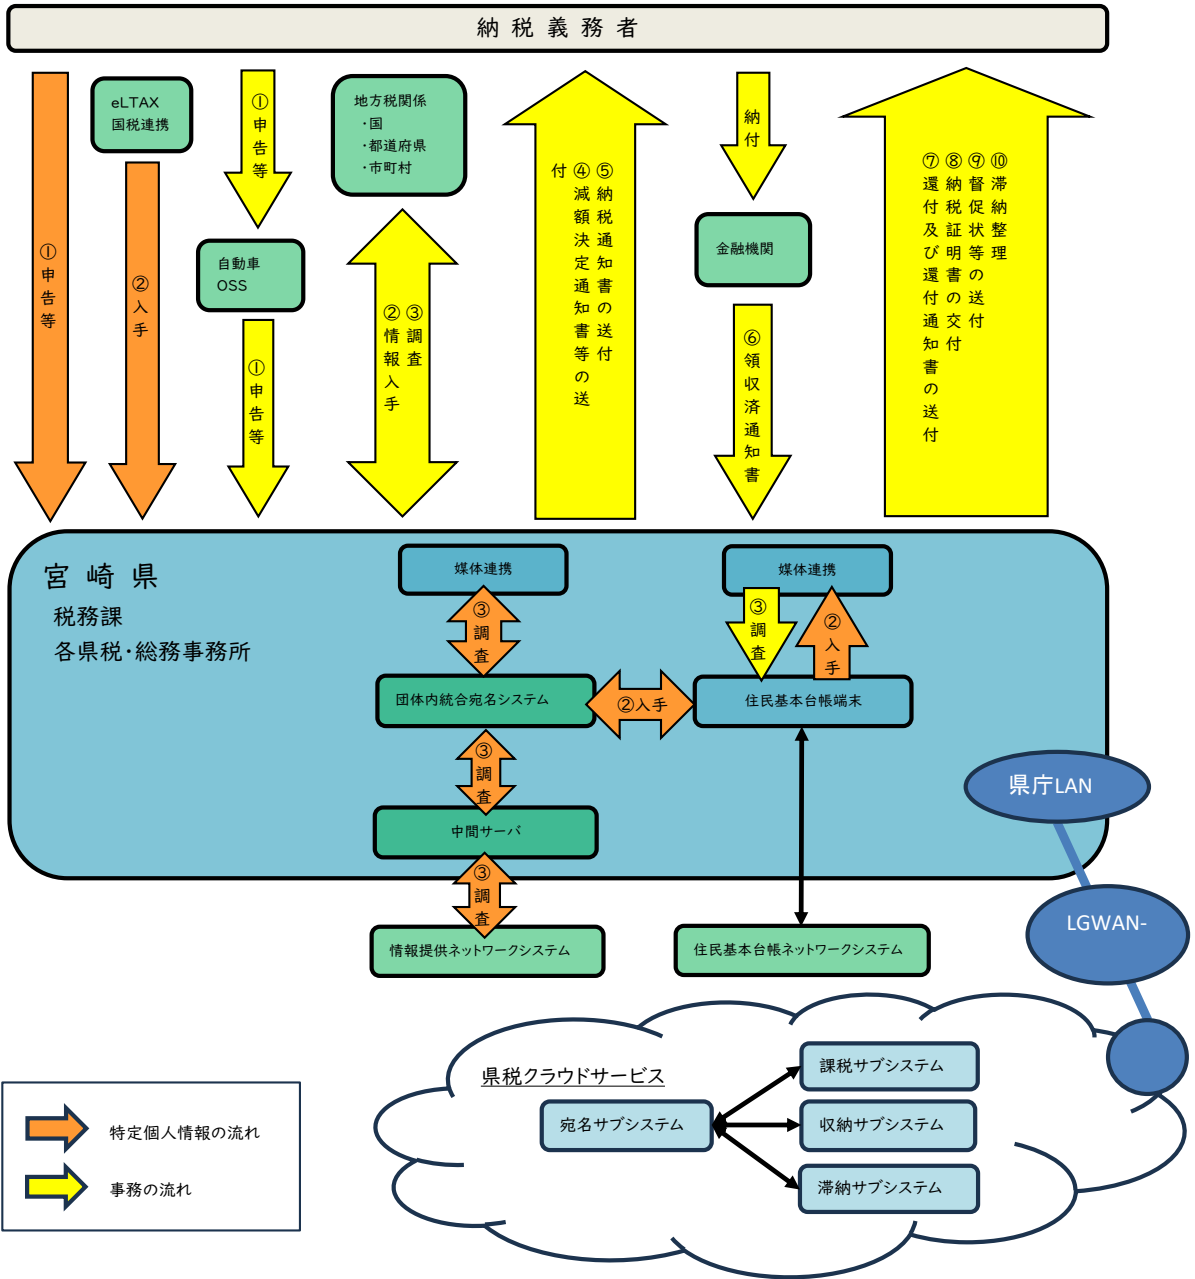 納税義務者
①申告等
eLTAX
国税連携
②入手
①申告等
自動車
OSS
①申告等
地方税関係
・国
・都道府県
・市町村
③調査
②情報入手
⑤納税通知書の送付
④減額決定通知書等の送
付
納付
金融機関
⑥領収済通知書
⑩滞納整理
⑨督促状等の送付
⑧納税証明書の交付
⑦還付及び還付通知書の送付
宮崎県
税務課
各県税・総務事務所
媒体連携
③調査
団体内統合宛名システム
③調査
中間サーバ
③調査
情報提供ネットワークシステム
②入手
媒体連携
③調査
②入手
住民基本台帳端末
住民基本台帳ネットワークシステム
県庁LAN
LGWAN-
県税クラウドサービス
宛名サブシステム
課税サブシステム
収納サブシステム
滞納サブシステム
特定個人情報の流れ
事務の流れ